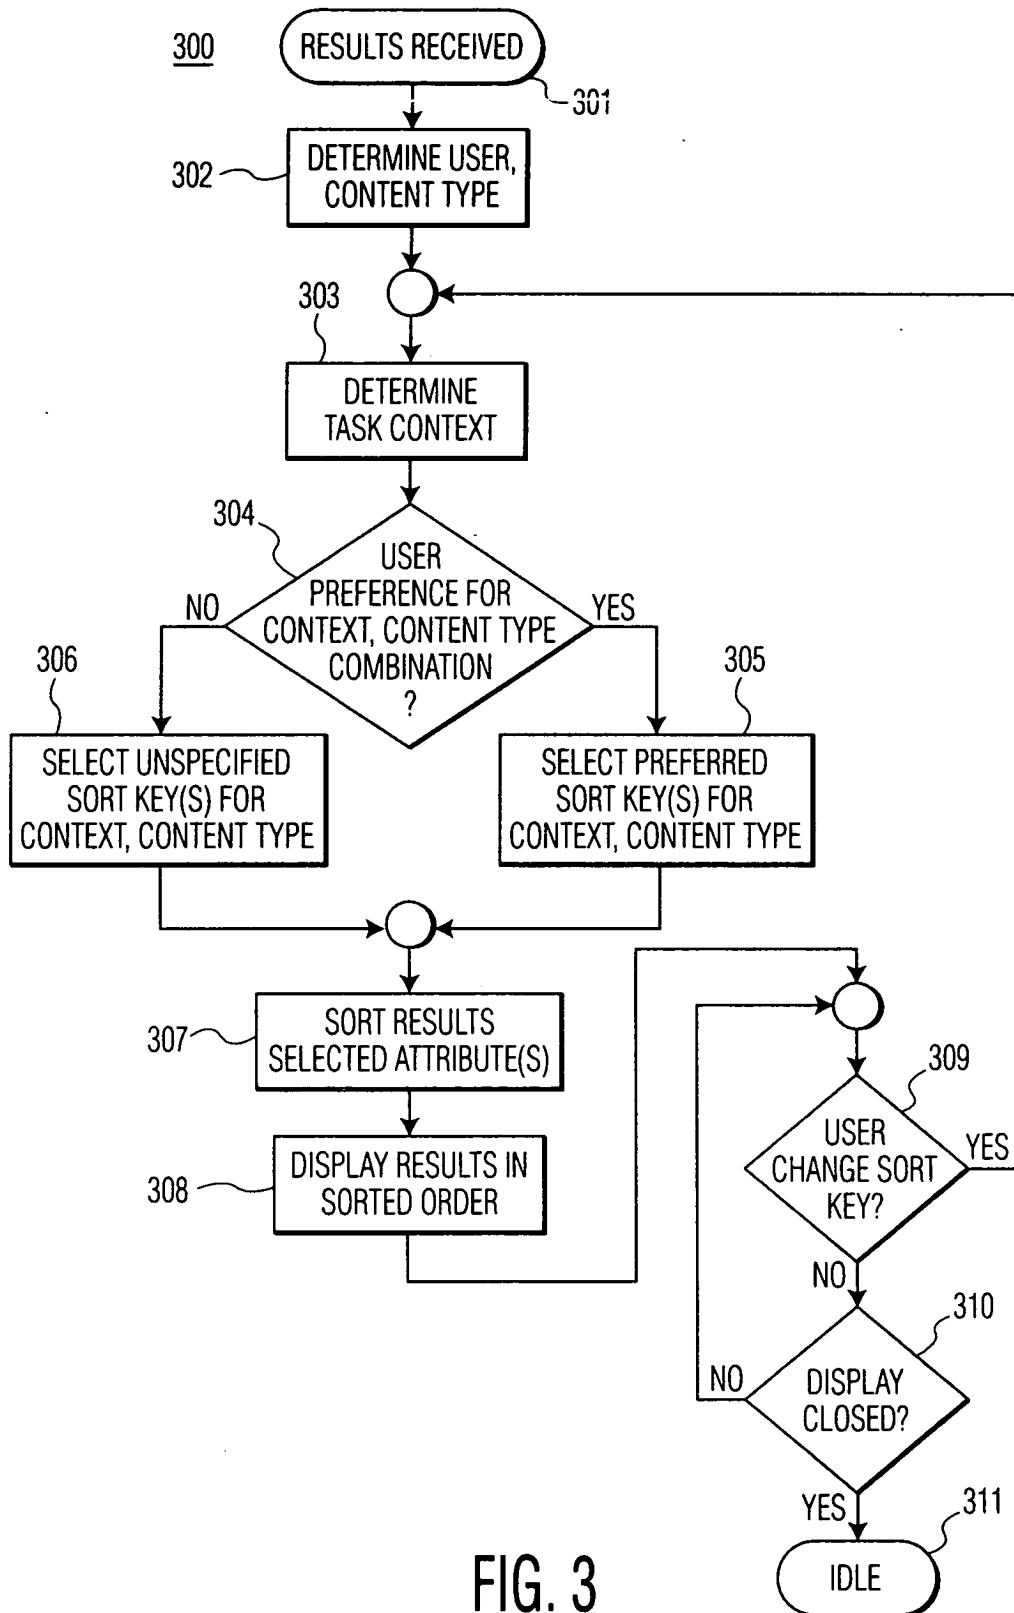 300
RESULTS RECEIVED
301
302
DETERMINE USER,
CONTENT TYPE
303
DETERMINE
TASK CONTEXT
304
USER
PREFERENCE FOR
CONTEXT, CONTENT TYPE
COMBINATION
?
NO
YES
306
305
SELECT UNSPECIFIED
SORT KEY(S) FOR
CONTEXT, CONTENT TYPE
SELECT PREFERRED
SORT KEY(S) FOR
CONTEXT, CONTENT TYPE
307
SORT RESULTS
SELECTED ATTRIBUTE(S)
308
DISPLAY RESULTS IN
SORTED ORDER
309
USER
CHANGE SORT
KEY?
YES
NO
310
DISPLAY
CLOSED?
NO
YES
311
IDLE
FIG. 3